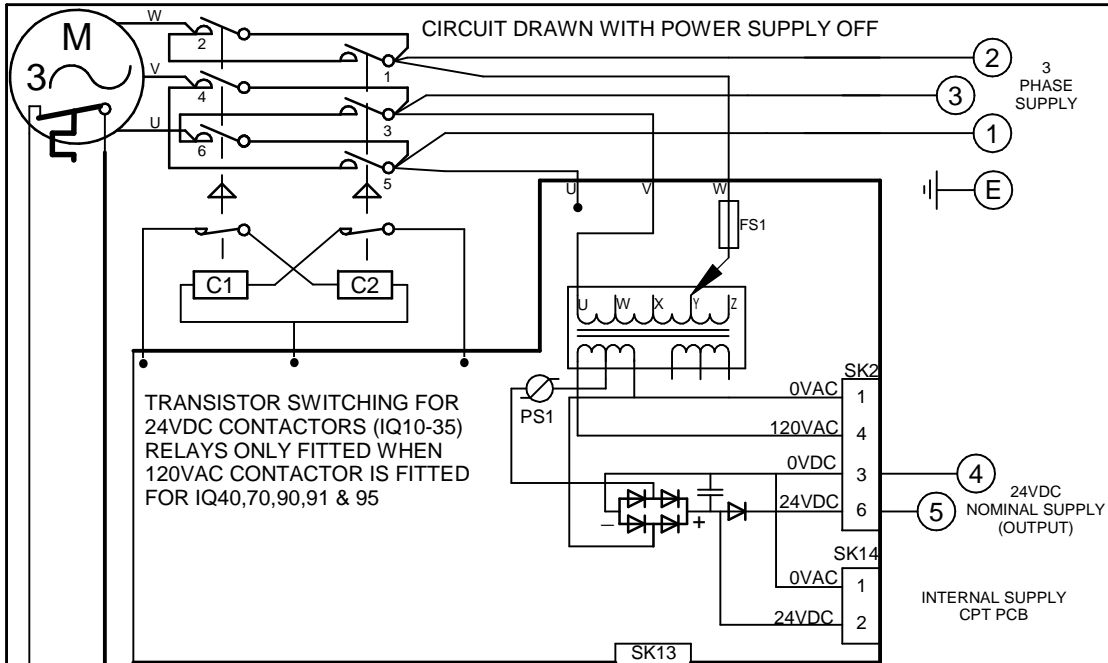 CIRCUIT DRAWN WITH POWER SUPPLY OFF
M
3
W
V
U
2
4
6
1
3
5
2
3
1
E
3
PHASE
SUPPLY
U
V
W
FS1
C1
C2
U
W
X
Y
Z
PS1
TRANSISTOR SWITCHING FOR
24VDC CONTACTORS (IQ10-35)
RELAYS ONLY FITTED WHEN
120VAC CONTACTOR IS FITTED
FOR IQ40,70,90,91 & 95
SK2
0VAC
1
120VAC
4
0VDC
3
24VDC
6
–
+
4
5
24VDC
NOMINAL SUPPLY
(OUTPUT)
SK14
0VAC
1
24VDC
2
INTERNAL SUPPLY
CPT PCB
SK13